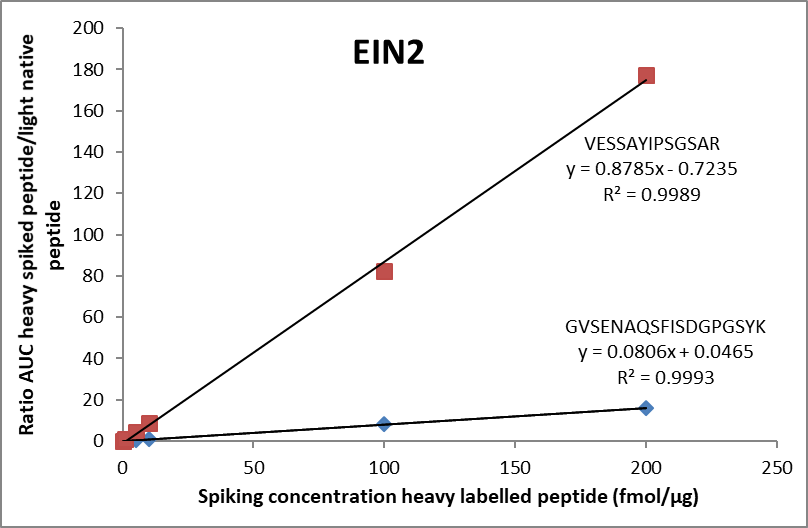 EIN2
Ratio AUC heavy spiked peptide/light native
peptide
200
180
160
140
120
100
80
60
40
20
0
VESSAYIPSGSAR
y = 0.8785x - 0.7235
R² = 0.9989
GVSENAQSFISDGPGSYK
y = 0.0806x + 0.0465
R² = 0.9993
0 50 100 150 200 250
Spiking concentration heavy labelled peptide (fmol/µg)